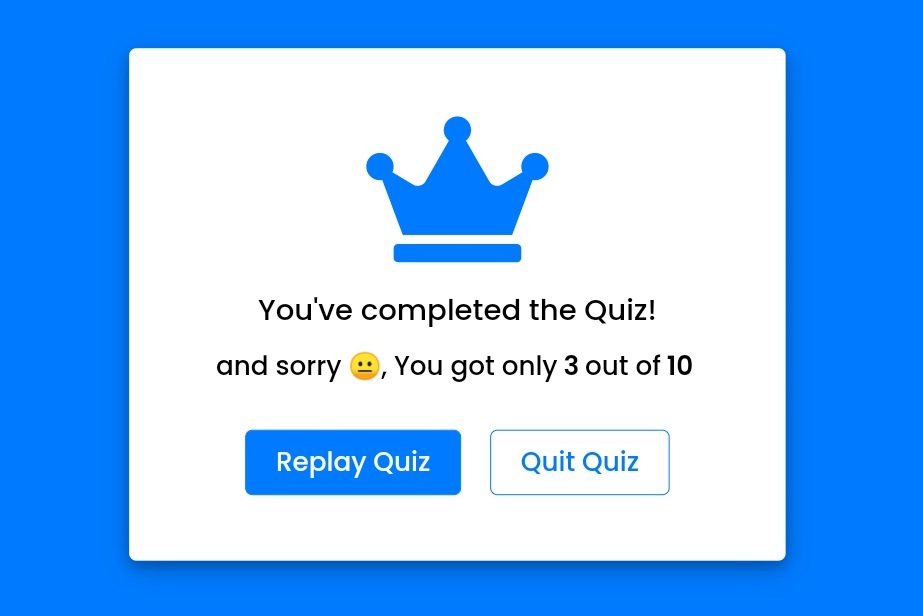 You've completed the Quiz!
and sorry 😐, You got only 3 out of 10
Replay Quiz
Quit Quiz